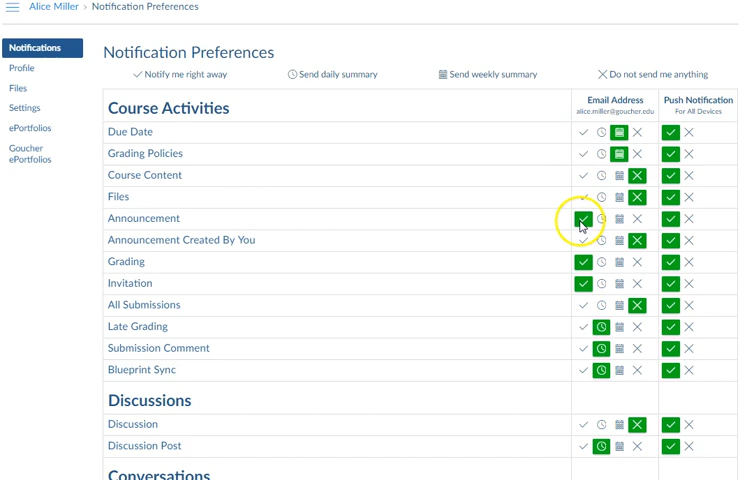 Alice Miller > Notification Preferences
Notifications
Profile
Files
Settings
ePortfolios
Goucher
ePortfolios
Notification Preferences
Notify me right away
Send daily summary
Send weekly summary
Do not send me anything
Course Activities
Email Address
alice.miller@goucher.edu
Push Notification
For All Devices
Due Date
Grading Policies
Course Content
Files
Announcement
Announcement Created By You
Grading
Invitation
All Submissions
Late Grading
Submission Comment
Blueprint Sync
Discussions
Discussion
Discussion Post
Conversations